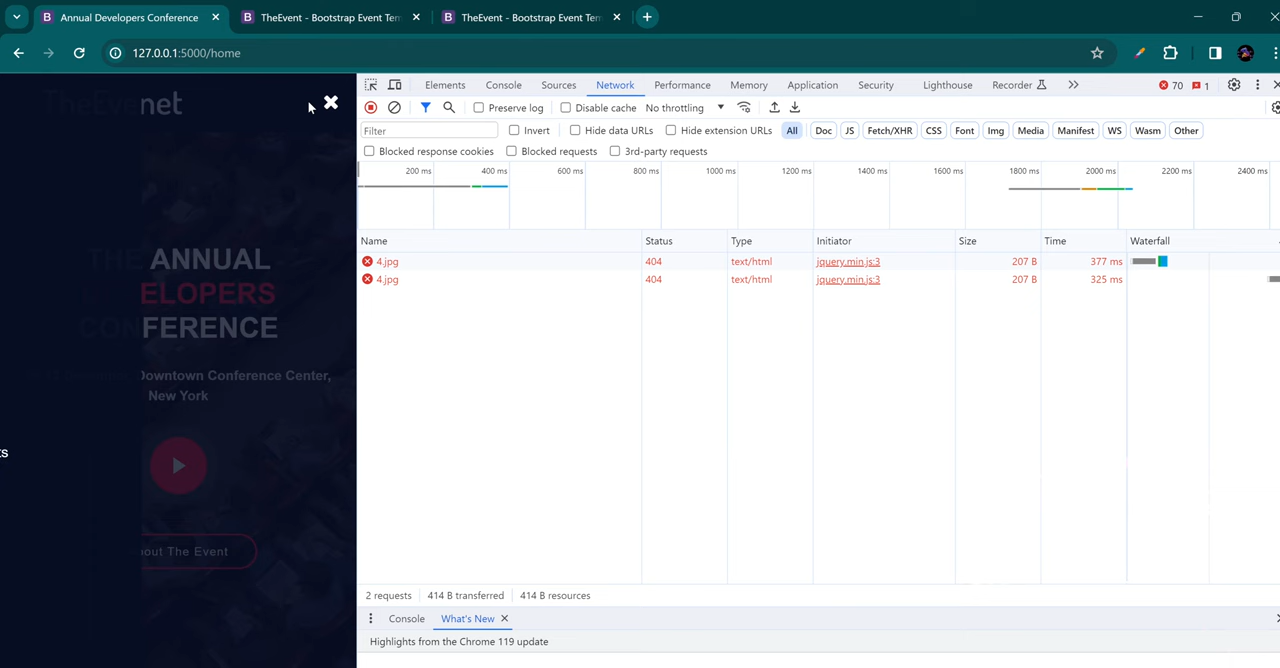 Annual Developers Conference
TheEvent - Bootstrap Event Tem
TheEvent - Bootstrap Event Tem
127.0.0.1:5000/home
TheEvenet
THE ANNUAL
DEVELOPERS
CONFERENCE
Downtown Conference Center,
New York
ts
out The Event
Elements Console Sources Network Performance Memory Application Security Lighthouse Recorder 70 1
Preserve log Disable cache No throttling
Filter Invert Hide data URLs Hide extension URLs All Doc JS Fetch/XHR CSS Font Img Media Manifest WS Wasm Other
Blocked response cookies Blocked requests 3rd-party requests
200 ms 400 ms 600 ms 800 ms 1000 ms 1200 ms 1400 ms 1600 ms 1800 ms 2000 ms 2200 ms 2400 ms
Name Status Type Initiator Size Time Waterfall
4.jpg 404 text/html jquery.min.js:3 207 B 377 ms
4.jpg 404 text/html jquery.min.js:3 207 B 325 ms
2 requests 414 B transferred 414 B resources
Console What's New
Highlights from the Chrome 119 update